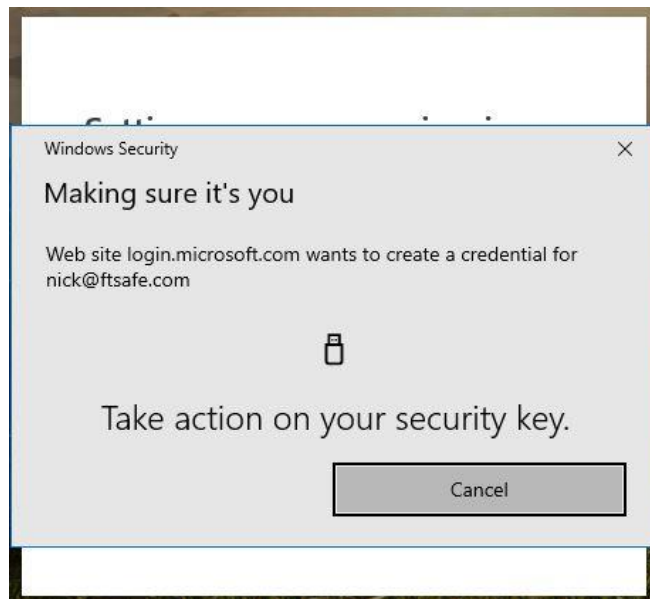 Windows Security
Making sure it's you
Web site login.microsoft.com wants to create a credential for
nick@ftsafe.com
Take action on your security key.
Cancel